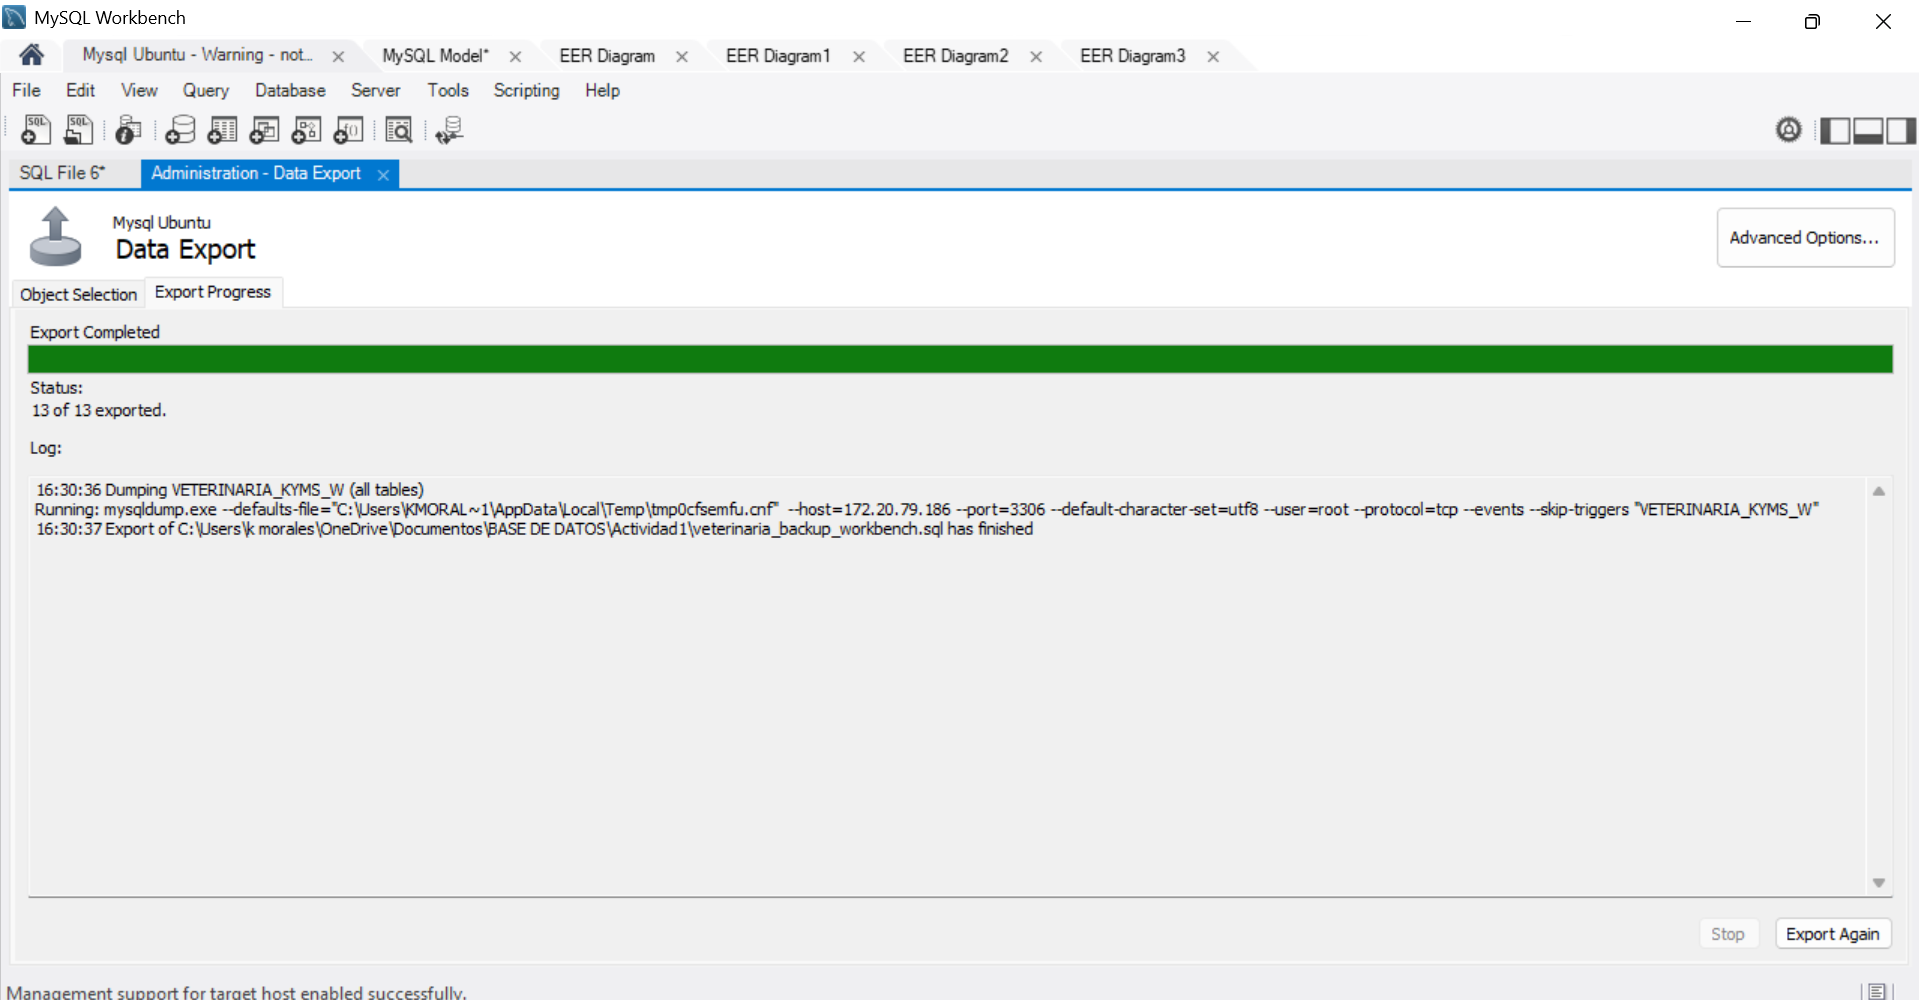 MySQL Workbench
Mysql Ubuntu - Warning - not...
MySQL Model*
EER Diagram
EER Diagram1
EER Diagram2
EER Diagram3
File Edit View Query Database Server Tools Scripting Help
SQL File 6*
Administration - Data Export
Mysql Ubuntu
Data Export
Advanced Options...
Object Selection
Export Progress
Export Completed
Status:
13 of 13 exported.
Log:
16:30:36 Dumping VETERINARIA_KYMS_W (all tables)
Running: mysqldump.exe --defaults-file="C:\Users\KMORAL~1\AppData\Local\Temp\tmp0cfsemfu.cnf" --host=172.20.79.186 --port=3306 --default-character-set=utf8 --user=root --protocol=tcp --events --skip-triggers "VETERINARIA_KYMS_W"
16:30:37 Export of C:\Users\k morales\OneDrive\Documentos\BASE DE DATOS\Actividad1\veterinaria_backup_workbench.sql has finished
Stop
Export Again
Management support for target host enabled successfully.